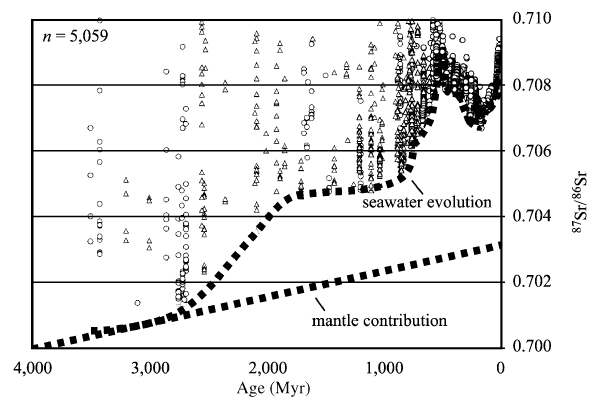 n = 5,059
0.710
0.708
0.706
0.704
0.702
0.700
⁸⁷Sr/⁸⁶Sr
seawater evolution
mantle contribution
4,000 3,000 2,000 1,000 0
Age (Myr)